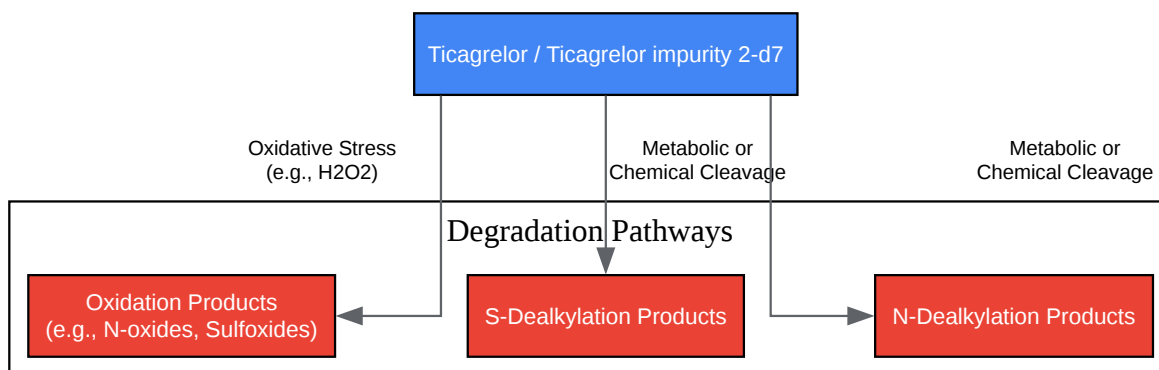 Ticagrelor / Ticagrelor impurity 2-d7
Oxidative Stress
(e.g., H2O2)
Metabolic or
Chemical Cleavage
Metabolic or
Chemical Cleavage
Degradation Pathways
Oxidation Products
(e.g., N-oxides, Sulfoxides)
S-Dealkylation Products
N-Dealkylation Products